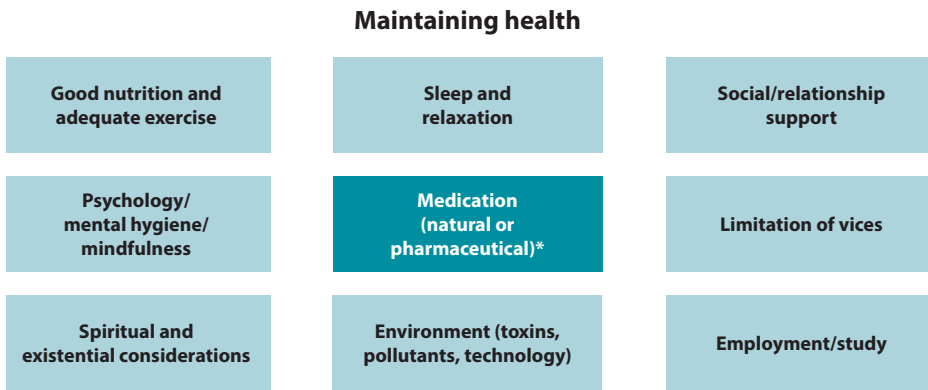 Maintaining health
Good nutrition and
adequate exercise
Sleep and
relaxation
Social/relationship
support
Psychology/
mental hygiene/
mindfulness
Medication
(natural or
pharmaceutical)*
Limitation of vices
Spiritual and
existential considerations
Environment (toxins,
pollutants, technology)
Employment/study